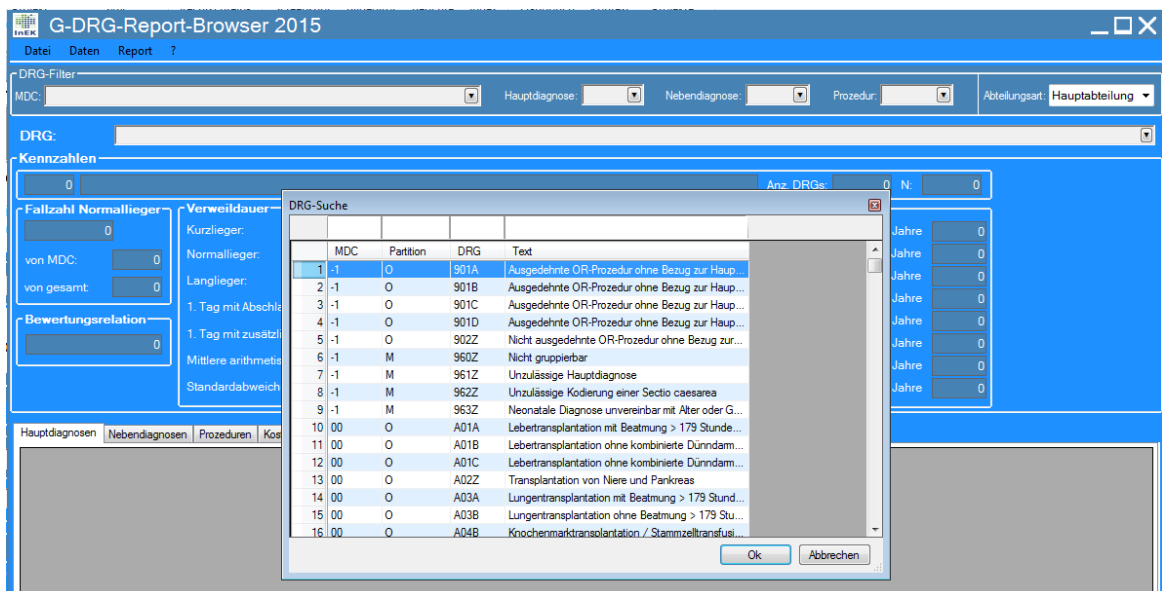 InEK G-DRG-Report-Browser 2015
Datei Daten Report ?
DRG-Filter
MDC: Hauptdiagnose: Nebendiagnose: Prozedur: Abteilungsart: Hauptabteilung
DRG:
Kennzahlen
0 Anz. DRGs: 0 N: 0
Fallzahl Normallieger
0
von MDC: 0
von gesamt: 0
Bewertungsrelation
0
Verweildauer
Kurzlieger:
Normallieger:
Langlieger:
1. Tag mit Abschla
1. Tag mit zusätzli
Mittlere arithmetis
Standardabweich
Jahre 0
Jahre 0
Jahre 0
Jahre 0
Jahre 0
Jahre 0
Jahre 0
Jahre 0
DRG-Suche
MDC Partition DRG Text
1 -1 O 901A Ausgedehnte OR-Prozedur ohne Bezug zur Haup...
2 -1 O 901B Ausgedehnte OR-Prozedur ohne Bezug zur Haup...
3 -1 O 901C Ausgedehnte OR-Prozedur ohne Bezug zur Haup...
4 -1 O 901D Ausgedehnte OR-Prozedur ohne Bezug zur Haup...
5 -1 O 902Z Nicht ausgedehnte OR-Prozedur ohne Bezug zur...
6 -1 M 960Z Nicht gruppierbar
7 -1 M 961Z Unzulässige Hauptdiagnose
8 -1 M 962Z Unzulässige Kodierung einer Sectio caesarea
9 -1 M 963Z Neonatale Diagnose unvereinbar mit Alter oder G...
10 00 O A01A Lebertransplantation mit Beatmung > 179 Stunde...
11 00 O A01B Lebertransplantation ohne kombinierte Dünndarm...
12 00 O A01C Lebertransplantation ohne kombinierte Dünndarm...
13 00 O A02Z Transplantation von Niere und Pankreas
14 00 O A03A Lungentransplantation mit Beatmung > 179 Stund...
15 00 O A03B Lungentransplantation ohne Beatmung > 179 Stu...
16 00 O A04B Knochenmarktransplantation / Stammzelltransfusi...
Ok Abbrechen
Hauptdiagnosen Nebendiagnosen Prozeduren Kos